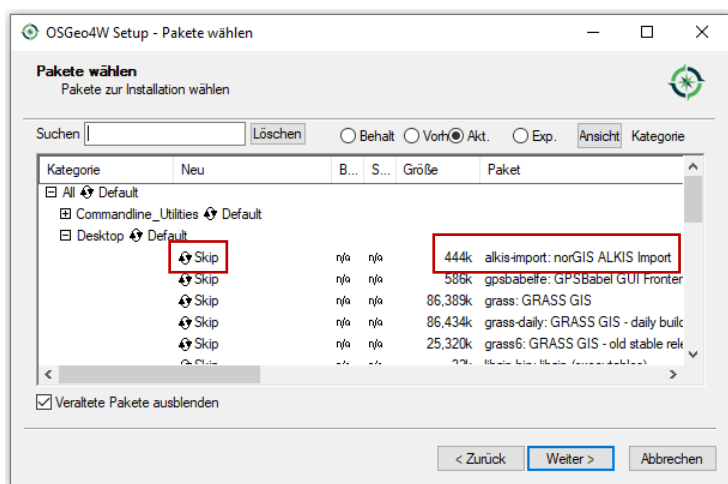 OSGeo4W Setup - Pakete wählen
Pakete wählen
Pakete zur Installation wählen
Suchen Löschen Behalt Vorh Akt. Exp. Ansicht Kategorie
Kategorie Neu B... S... Größe Paket
All Default
Commandline_Utilities Default
Desktop Default
Skip n/a n/a 444k alkis-import: norGIS ALKIS Import
Skip n/a n/a 586k gpsbabelfe: GPSBabel GUI Fronter
Skip n/a n/a 86,389k grass: GRASS GIS
Skip n/a n/a 86,434k grass-daily: GRASS GIS - daily builc
Skip n/a n/a 25,320k grass6: GRASS GIS - old stable rele
Veraltete Pakete ausblenden
< Zurück Weiter > Abbrechen